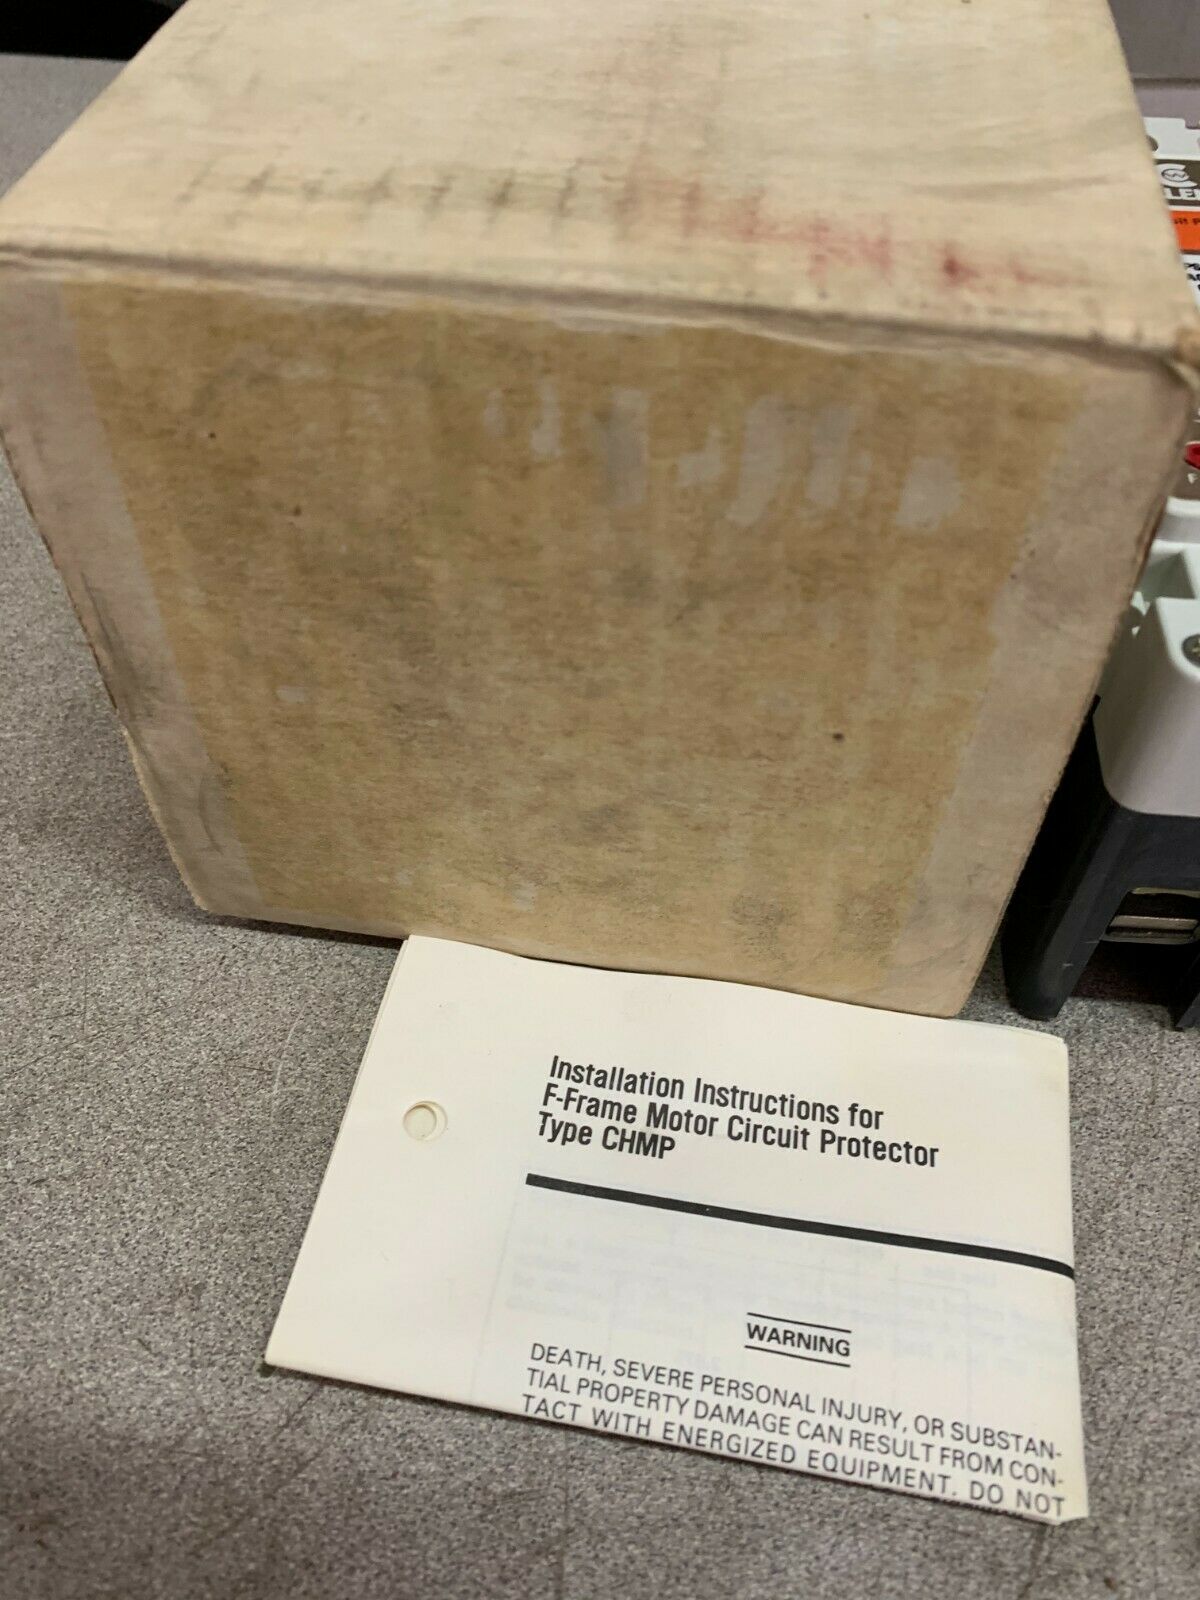 Installation Instructions for
F-Frame Motor Circuit Protector
Type CHMP
WARNING
DEATH, SEVERE PERSONAL INJURY, OR SUBSTAN-
TIAL PROPERTY DAMAGE CAN RESULT FROM CON-
TACT WITH ENERGIZED EQUIPMENT. DO NOT